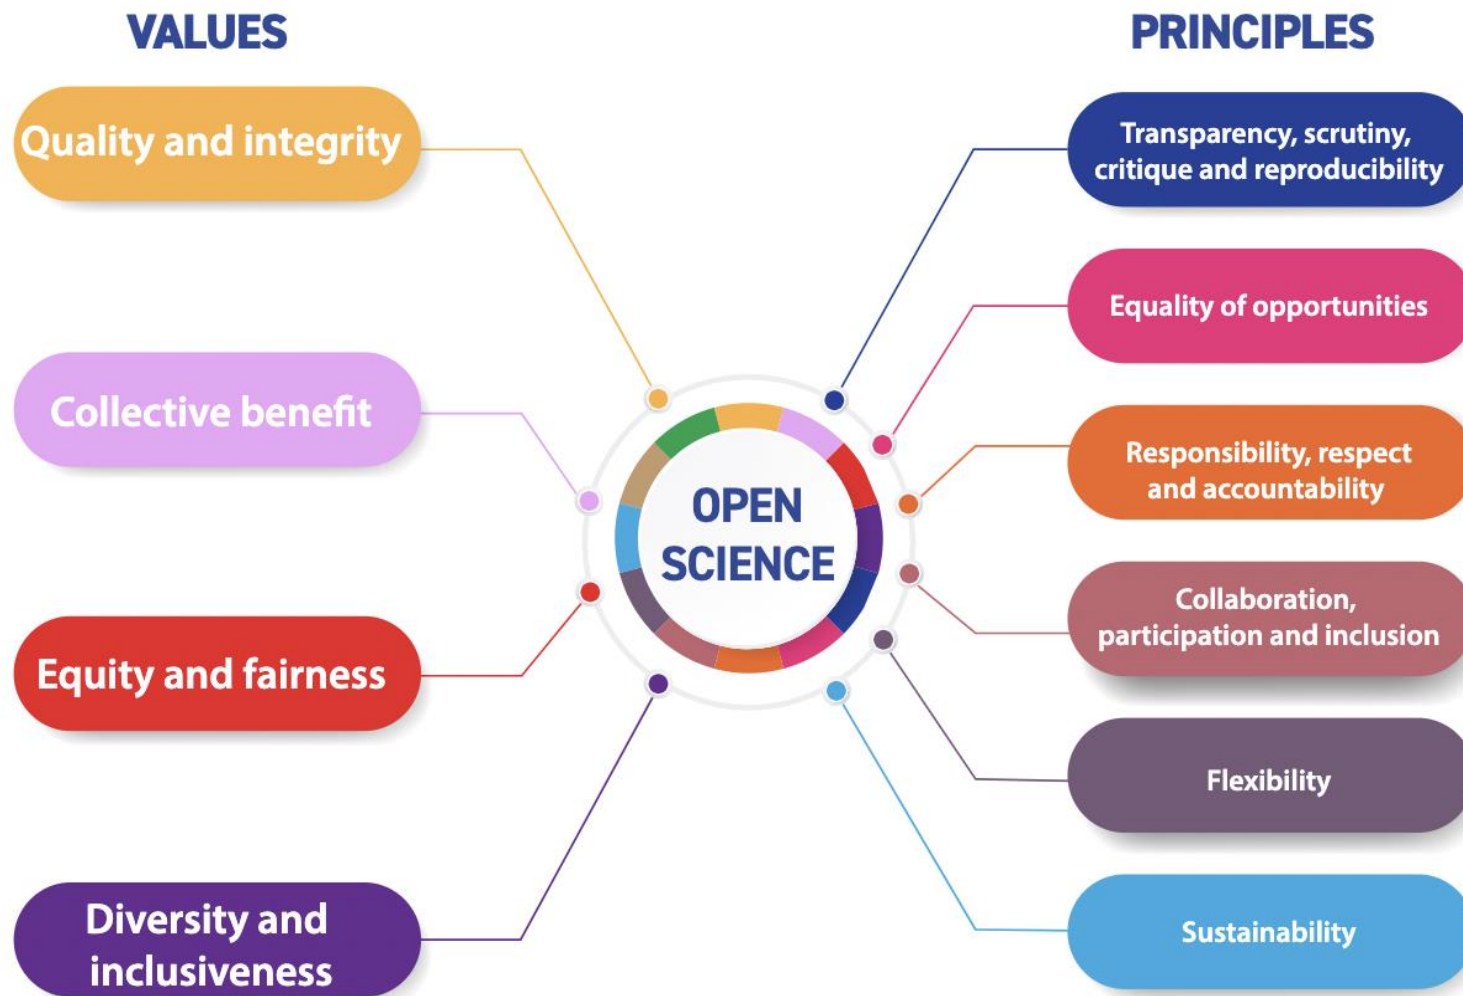 VALUES
Quality and integrity
Collective benefit
Equity and fairness
Diversity and
inclusiveness
OPEN
SCIENCE
PRINCIPLES
Transparency, scrutiny,
critique and reproducibility
Equality of opportunities
Responsibility, respect
and accountability
Collaboration,
participation and inclusion
Flexibility
Sustainability